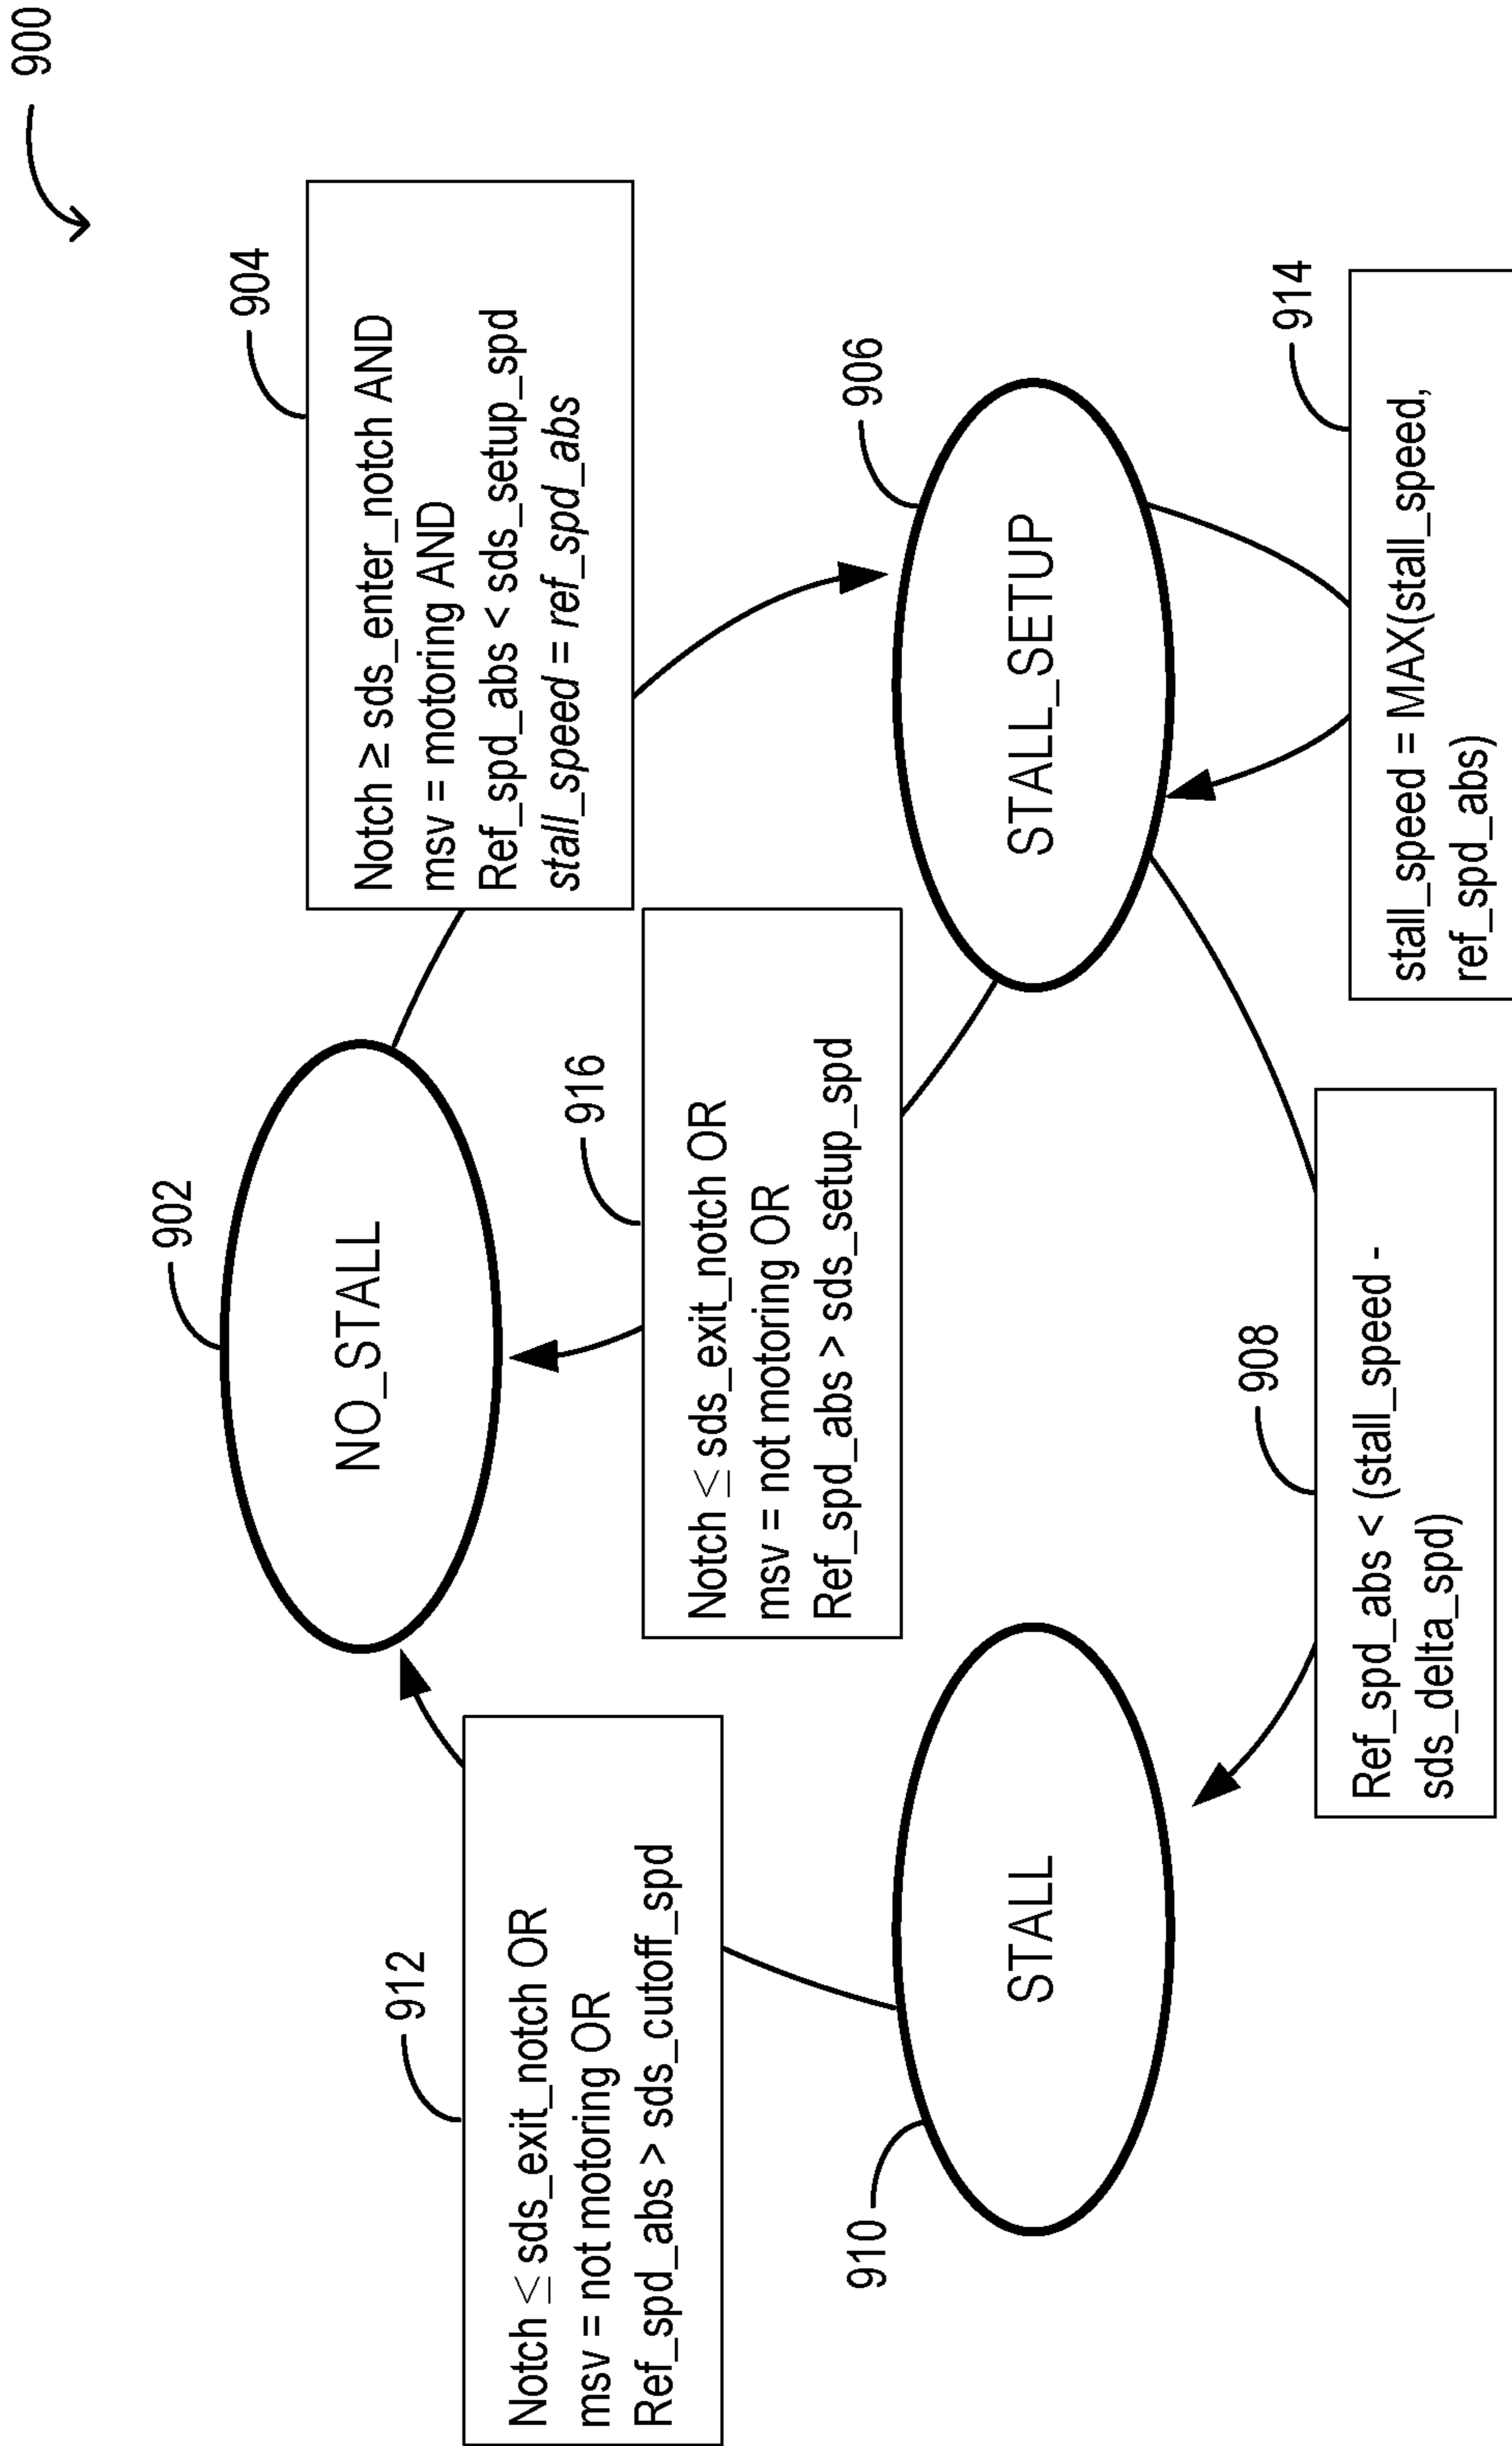 900
902
NO_STALL
904
Notch ≥ sds_enter_notch AND
msv = motoring AND
Ref_spd_abs < sds_setup_spd
stall_speed = ref_spd_abs
912
Notch ≤ sds_exit_notch OR
msv = not motoring OR
Ref_spd_abs > sds_cutoff_spd
916
Notch ≤ sds_exit_notch OR
msv = not motoring OR
Ref_spd_abs > sds_setup_spd
906
STALL_SETUP
910
STALL
908
Ref_spd_abs < (stall_speed -
sds_delta_spd)
914
stall_speed = MAX(stall_speed,
ref_spd_abs)